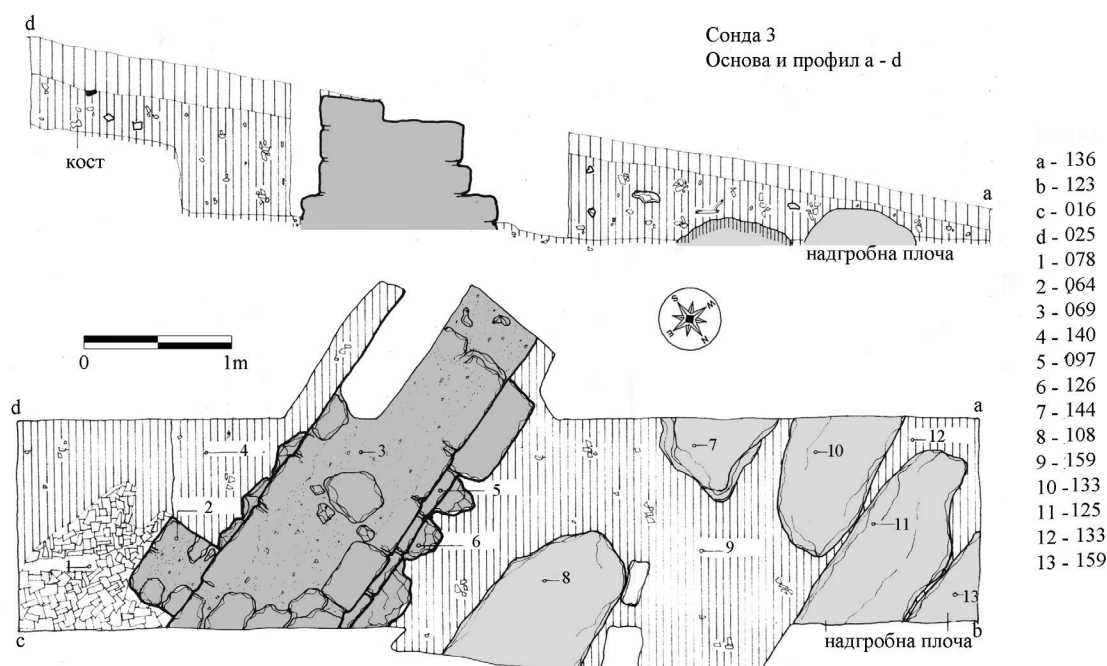 d
Сонда 3
Основа и профил a - d
кост
a
надгробна плоча
a - 136
b - 123
c - 016
d - 025
1 - 078
2 - 064
3 - 069
4 - 140
5 - 097
6 - 126
7 - 144
8 - 108
9 - 159
10 - 133
11 - 125
12 - 133
13 - 159
S
W
E
N
0
1m
d
a
7
10
12
4
3
2
5
11
6
9
1
8
13
c
надгробна плоча
b